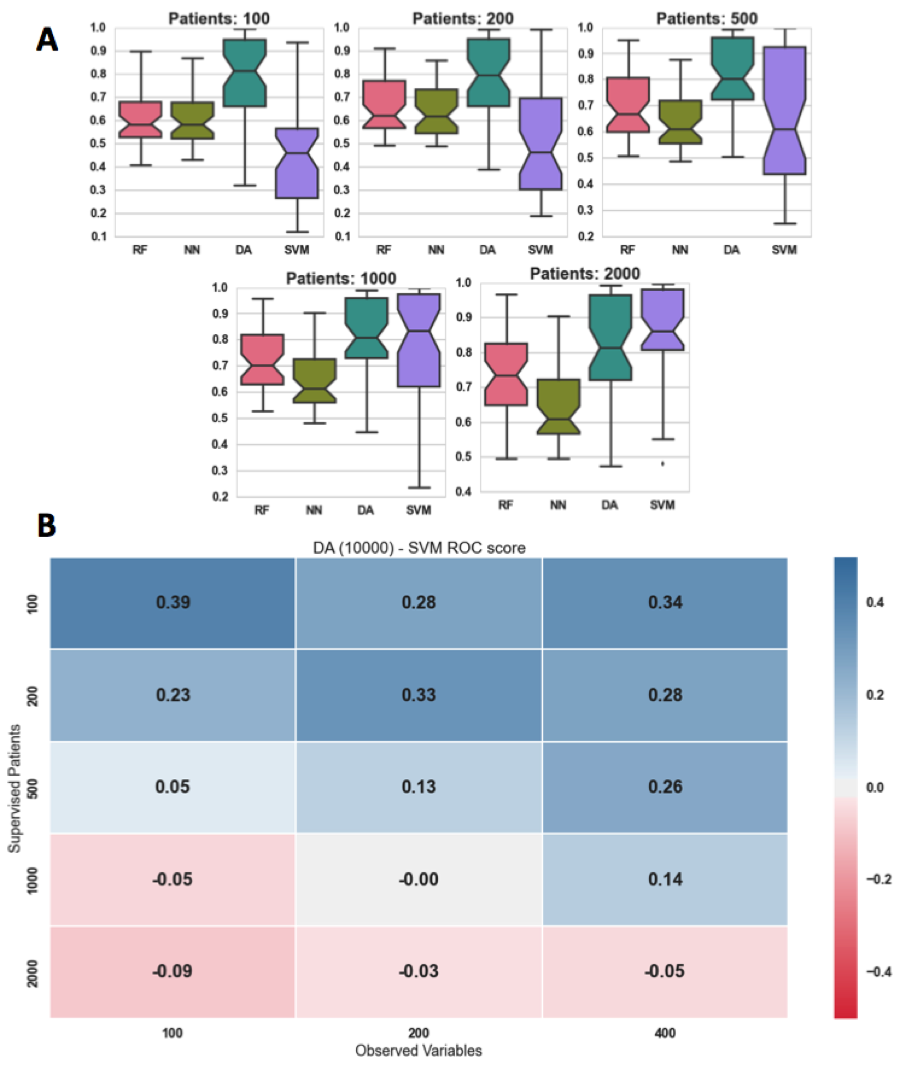 A
Patients: 100
1.0
0.9
0.8
0.7
0.6
0.5
0.4
0.3
0.2
0.1
RF NN DA SVM
Patients: 200
1.0
0.9
0.8
0.7
0.6
0.5
0.4
0.3
0.2
0.1
RF NN DA SVM
Patients: 500
1.0
0.9
0.8
0.7
0.6
0.5
0.4
0.3
0.2
RF NN DA SVM
Patients: 1000
1.0
0.9
0.8
0.7
0.6
0.5
0.4
0.3
0.2
RF NN DA SVM
Patients: 2000
1.0
0.9
0.8
0.7
0.6
0.5
0.4
RF NN DA SVM
B
DA (10000) - SVM ROC score
Supervised Patients
100 0.39 0.28 0.34
200 0.23 0.33 0.28
500 0.05 0.13 0.26
1000 -0.05 -0.00 0.14
2000 -0.09 -0.03 -0.05
100 200 400
Observed Variables
0.4
0.2
0.0
−0.2
−0.4